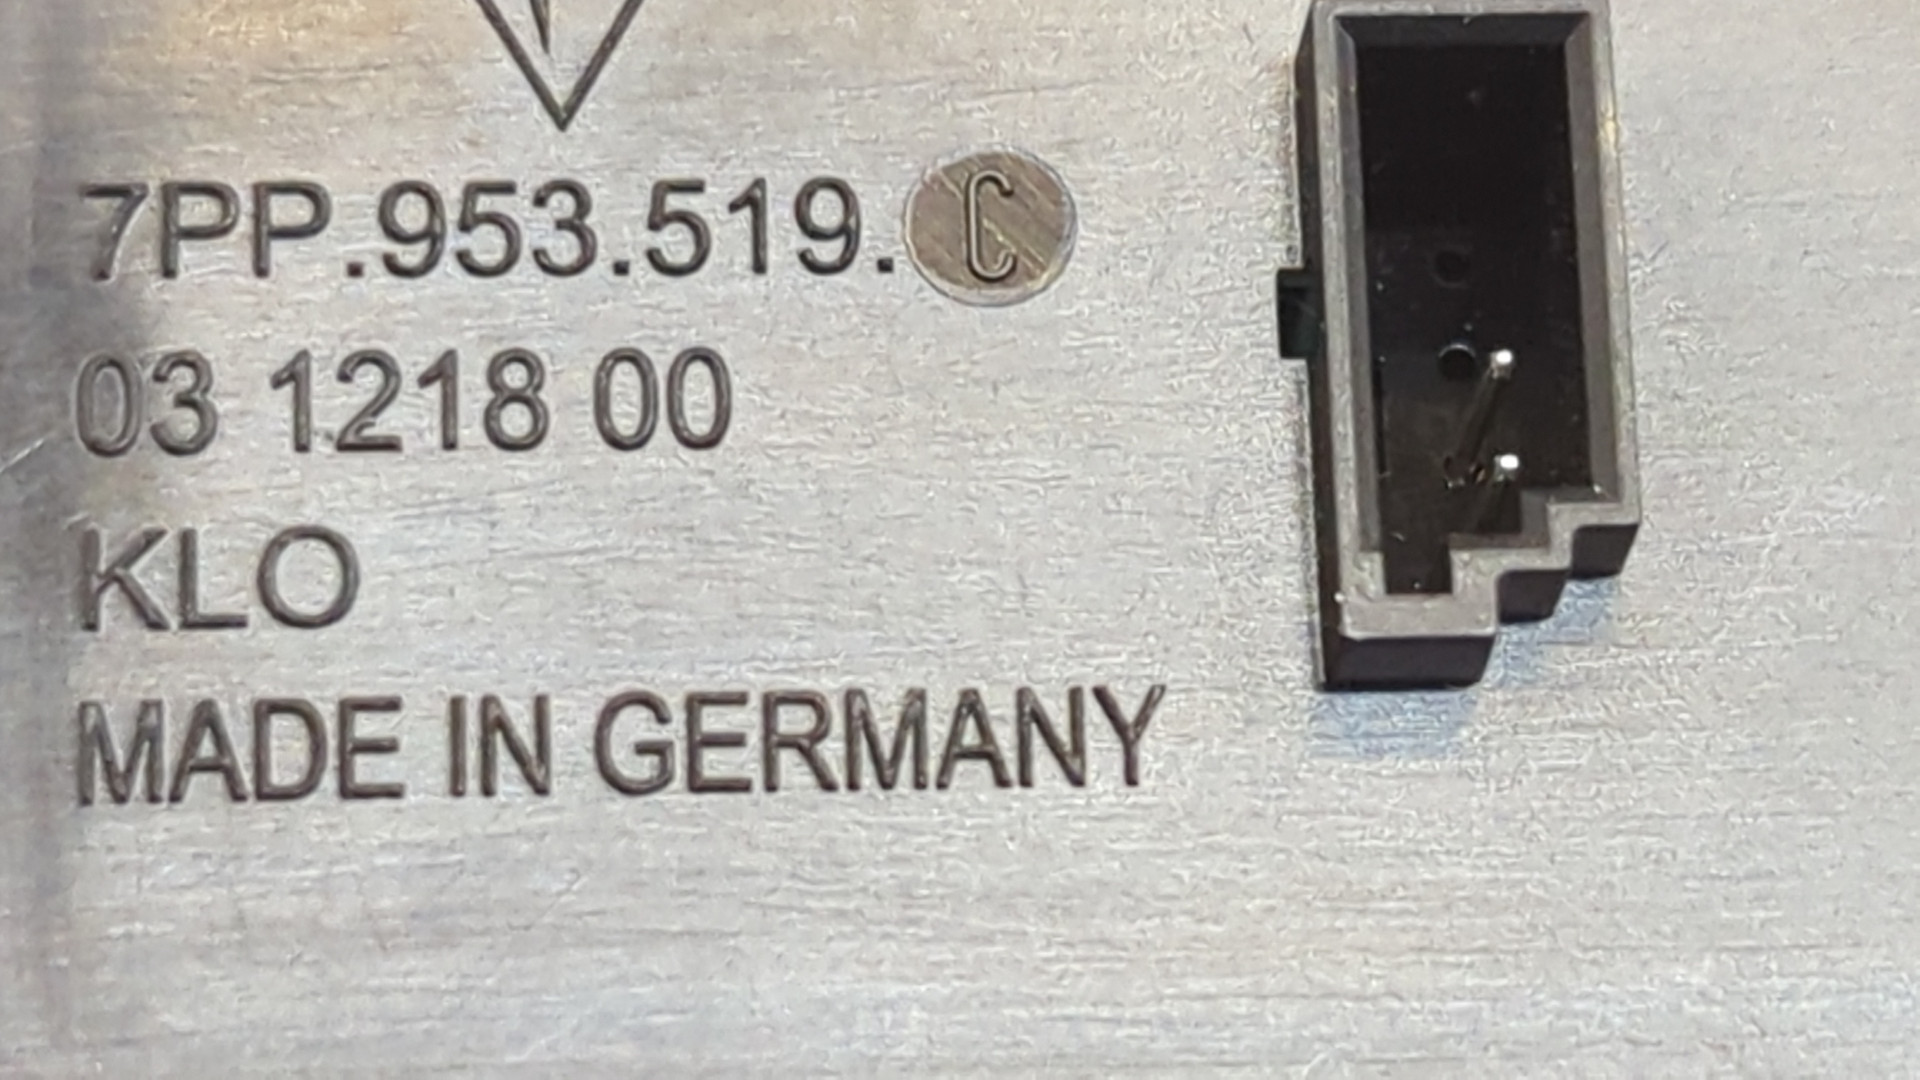 7PP.953.519.C
03 1218 00
KLO
MADE IN GERMANY